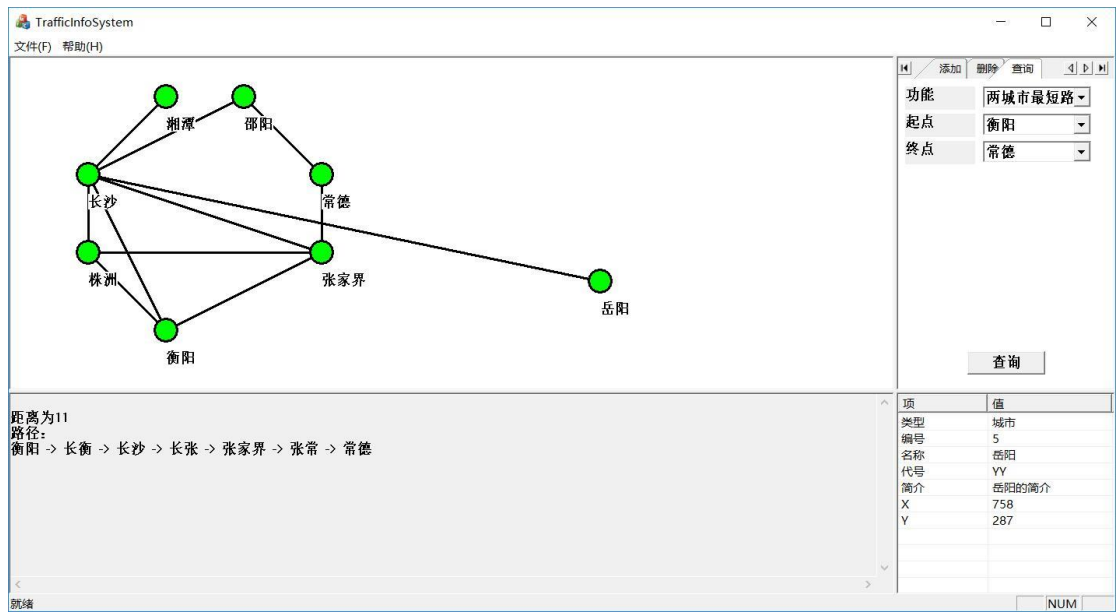 TrafficInfoSystem
文件(F) 帮助(H)
添加 删除 查询
功能 两城市最短路
起点 衡阳
终点 常德
湘潭 邵阳
长沙 常德
株洲 张家界
岳阳
衡阳
查询
距离为11
路径:
衡阳 -> 长衡 -> 长沙 -> 长张 -> 张家界 -> 张常 -> 常德
项 值
类型 城市
编号 5
名称 岳阳
代号 YY
简介 岳阳的简介
X 758
Y 287
就绪 NUM